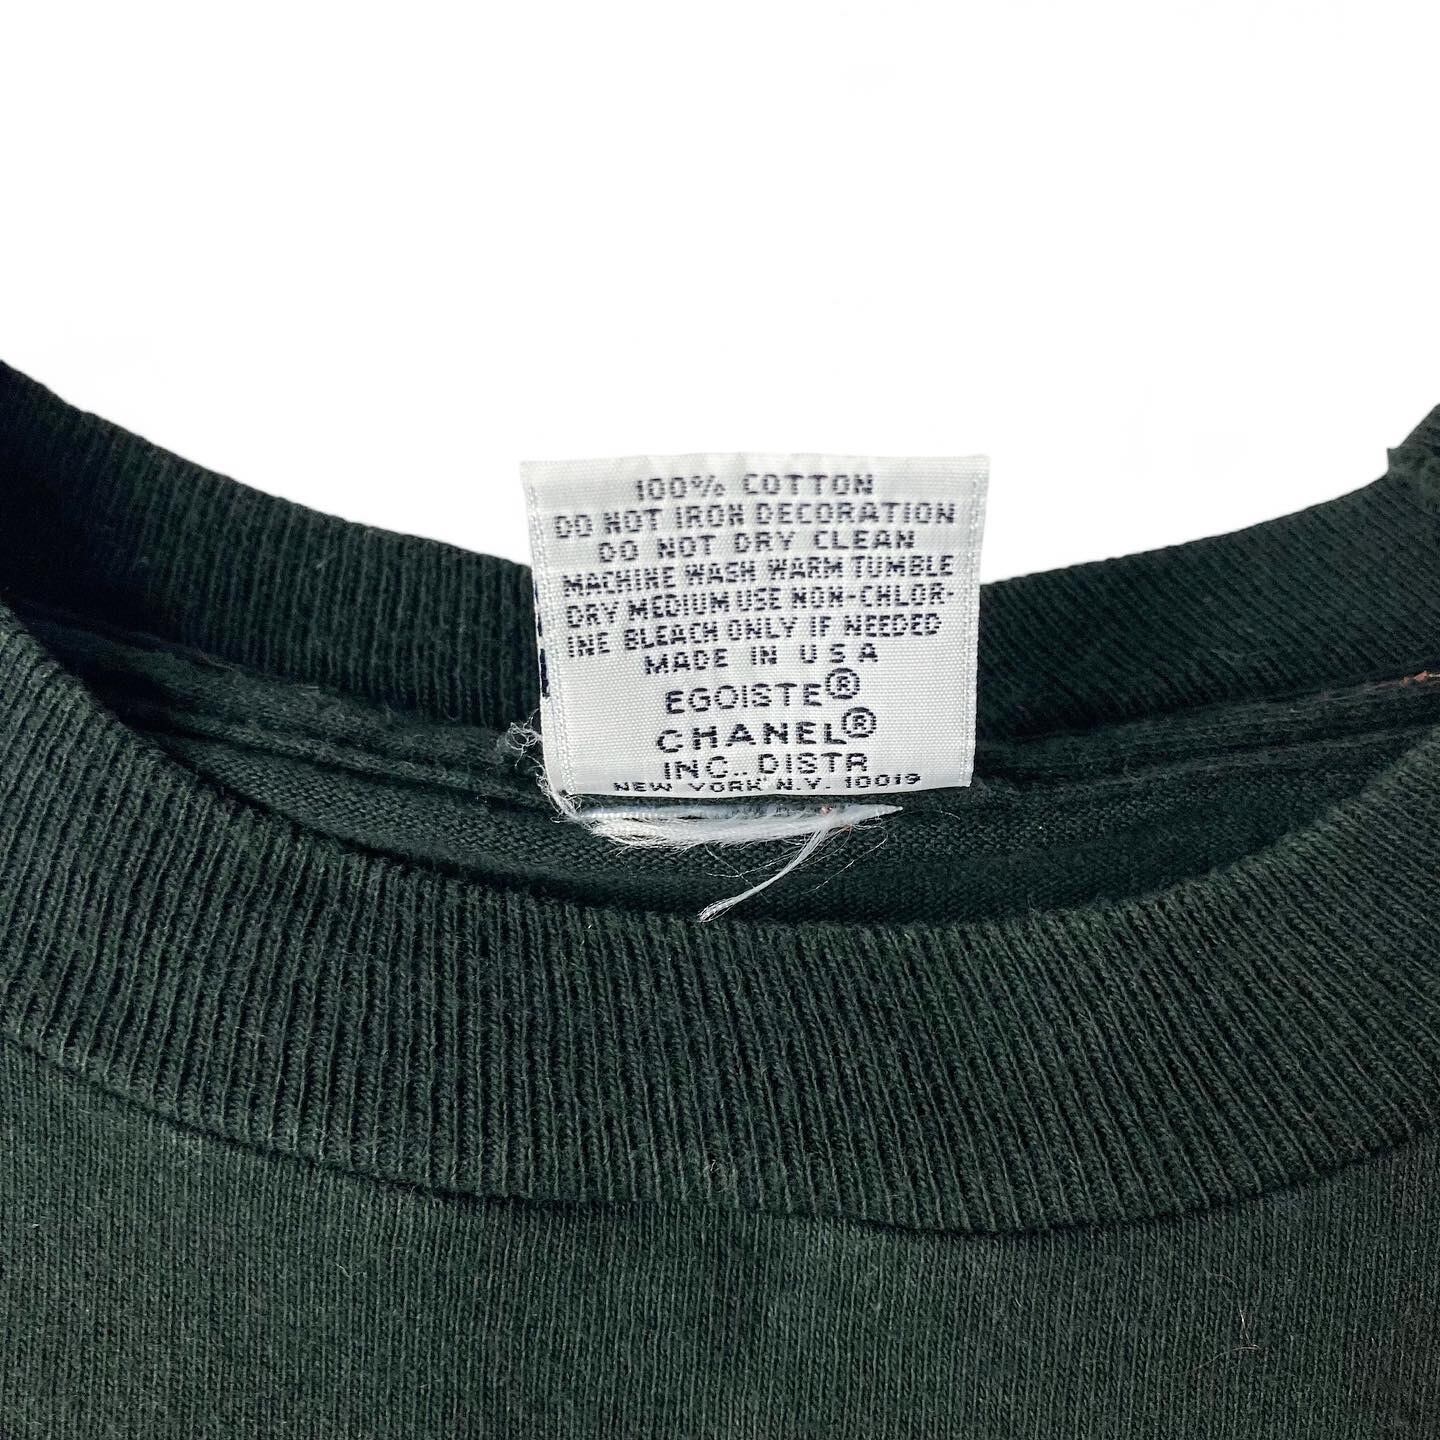 100% COTTON
DO NOT IRON DECORATION
DO NOT DRY CLEAN
MACHINE WASH WARM TUMBLE
DRY MEDIUM USE NON-CHLOR-
INE BLEACH ONLY IF NEEDED
MADE IN U S A
EGOISTE®
CHANEL®
INC., DISTR
NEW YORK N.Y. 10019